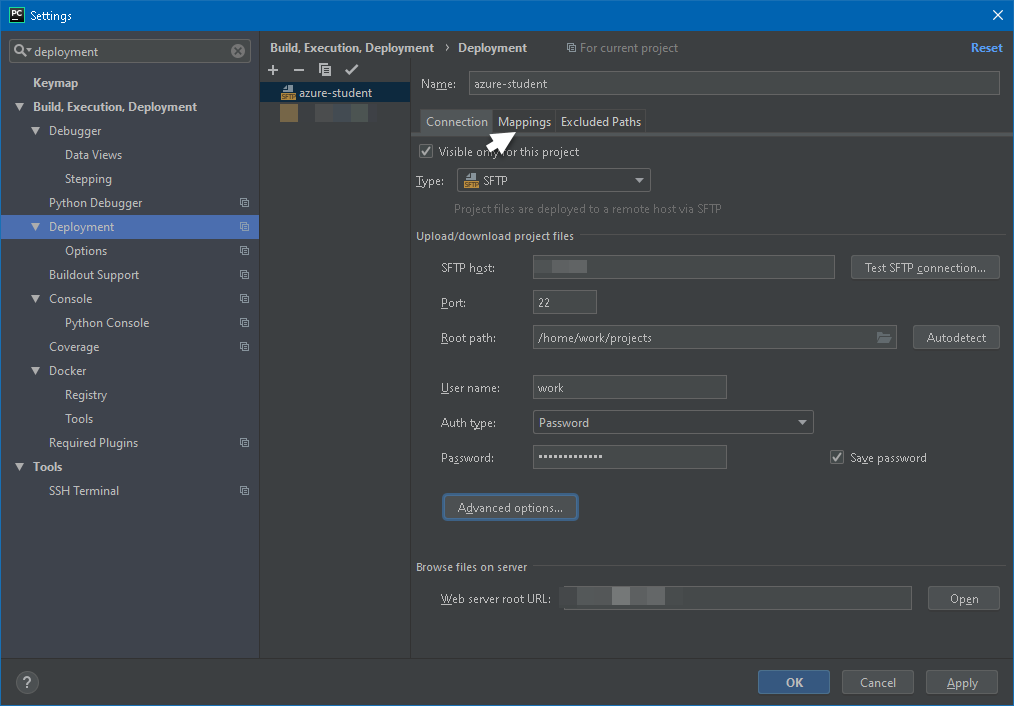 PC Settings
deployment
Build, Execution, Deployment › Deployment For current project Reset
Keymap
Build, Execution, Deployment
Debugger
Data Views
Stepping
Python Debugger
Deployment
Options
Buildout Support
Console
Python Console
Coverage
Docker
Registry
Tools
Required Plugins
Tools
SSH Terminal
SFTP azure-student
Name: azure-student
Connection Mappings Excluded Paths
Visible only for this project
Type: SFTP SFTP
Project files are deployed to a remote host via SFTP
Upload/download project files
SFTP host: Test SFTP connection...
Port: 22
Root path: /home/work/projects Autodetect
User name: work
Auth type: Password
Password: ••••••••••••• Save password
Advanced options...
Browse files on server
Web server root URL: Open
? OK Cancel Apply